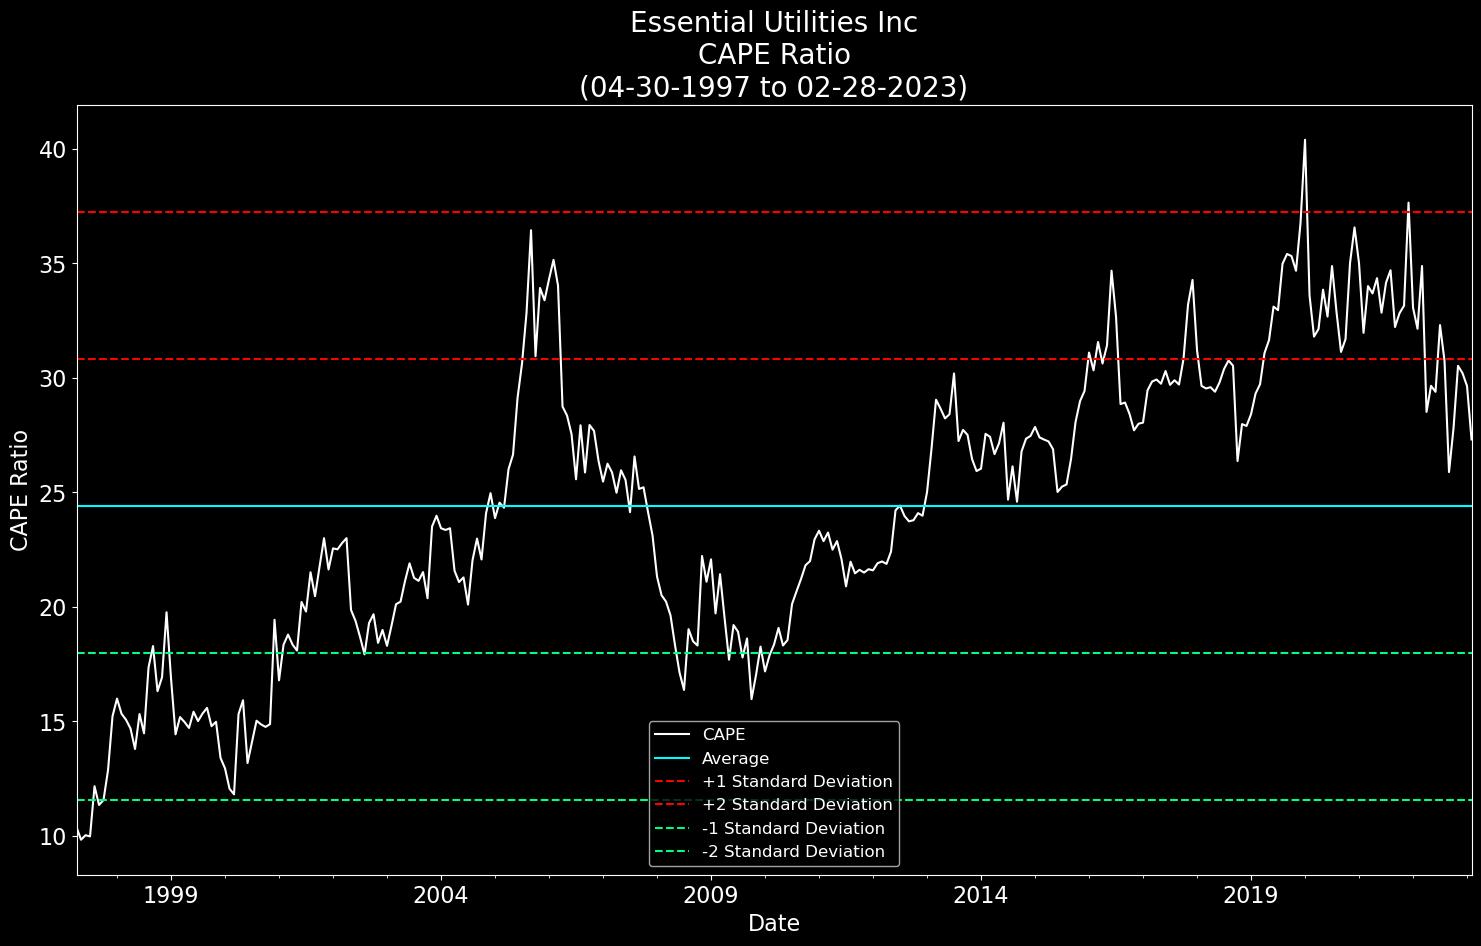 Essential Utilities Inc
CAPE Ratio
(04-30-1997 to 02-28-2023)
CAPE Ratio
40
35
30
25
20
15
10
CAPE
Average
+1 Standard Deviation
+2 Standard Deviation
-1 Standard Deviation
-2 Standard Deviation
1999 2004 2009 2014 2019
Date